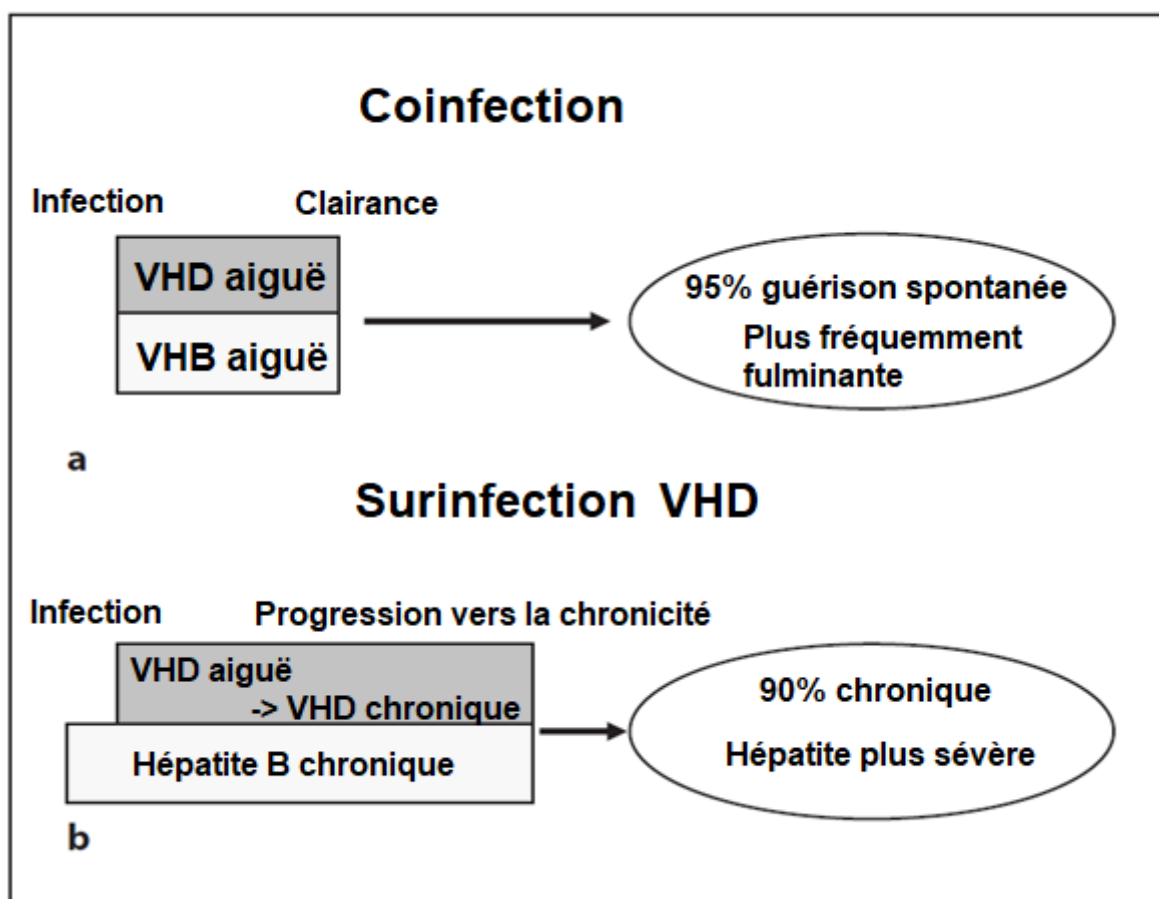 Coinfection
Infection
Clairance
VHD aiguë
VHB aiguë
95% guérison spontanée
Plus fréquemment
fulminante
a
Surinfection VHD
Infection
Progression vers la chronicité
VHD aiguë
-> VHD chronique
Hépatite B chronique
90% chronique
Hépatite plus sévère
b